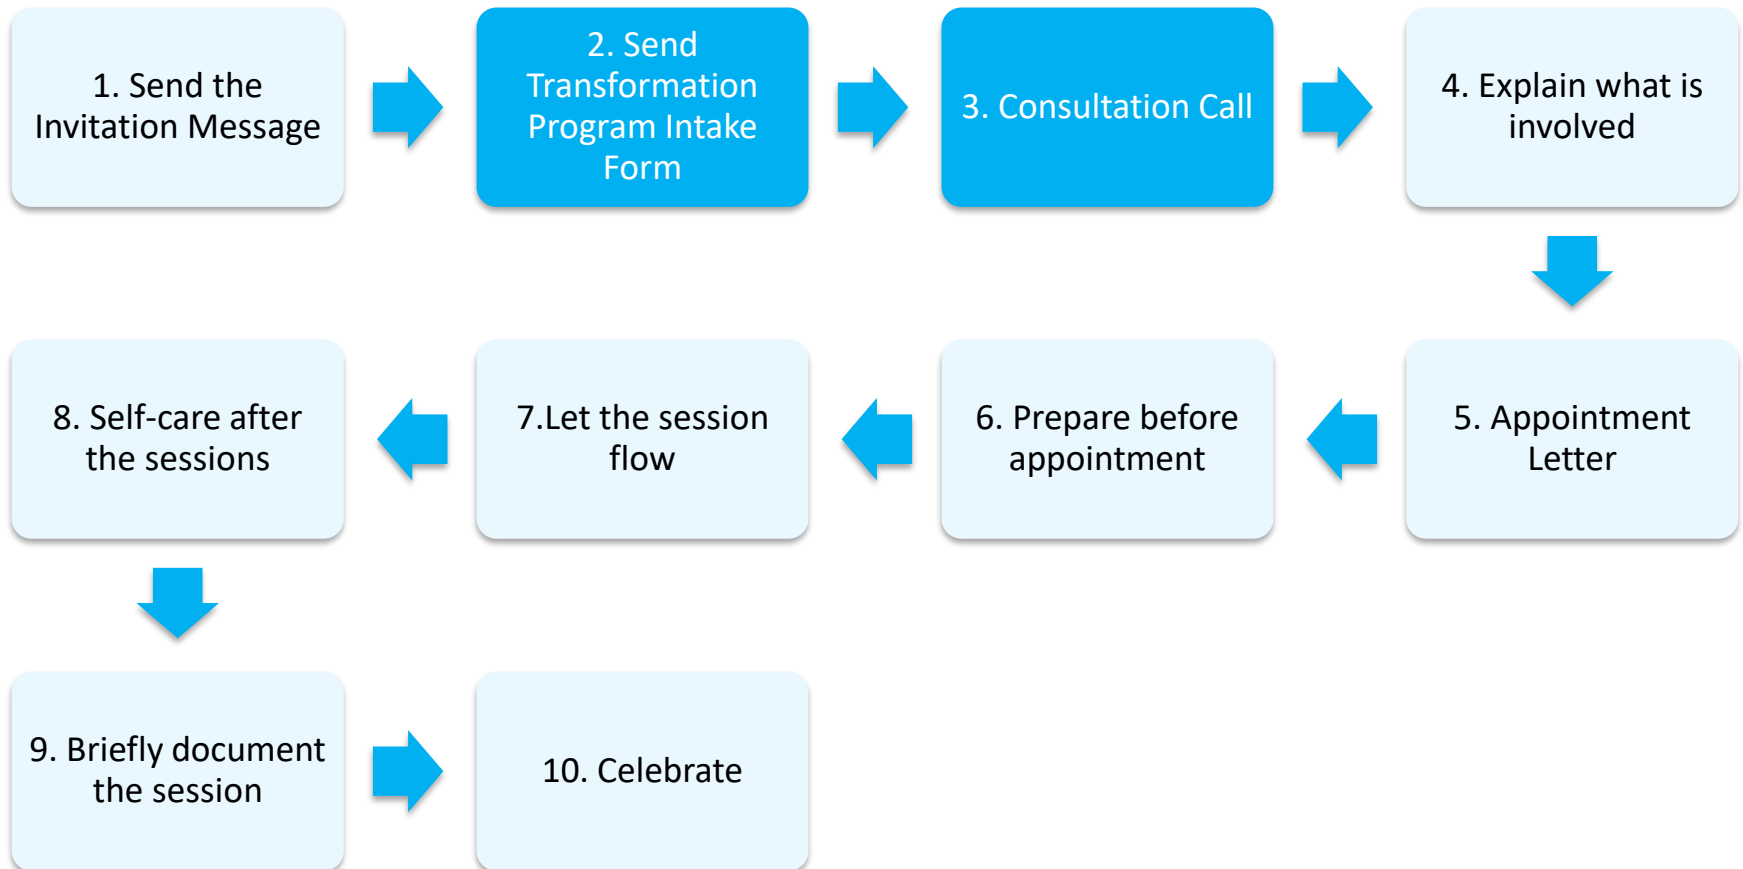 1. Send the
Invitation Message
2. Send
Transformation
Program Intake
Form
3. Consultation Call
4. Explain what is
involved
5. Appointment
Letter
6. Prepare before
appointment
7.Let the session
flow
8. Self-care after
the sessions
9. Briefly document
the session
10. Celebrate